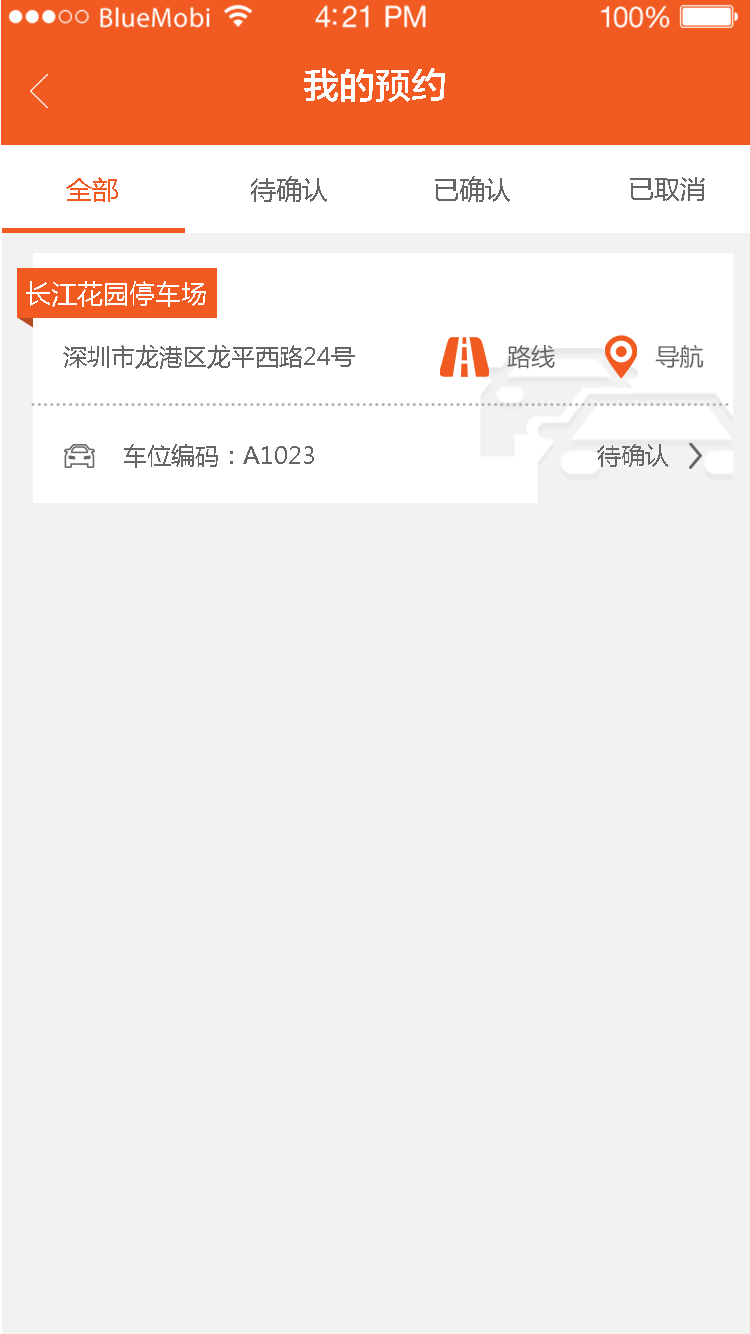 BlueMobi 4:21 PM 100%
我的预约
全部 待确认 已确认 已取消
长江花园停车场
深圳市龙港区龙平西路24号 路线 导航
车位编码：A1023 待确认